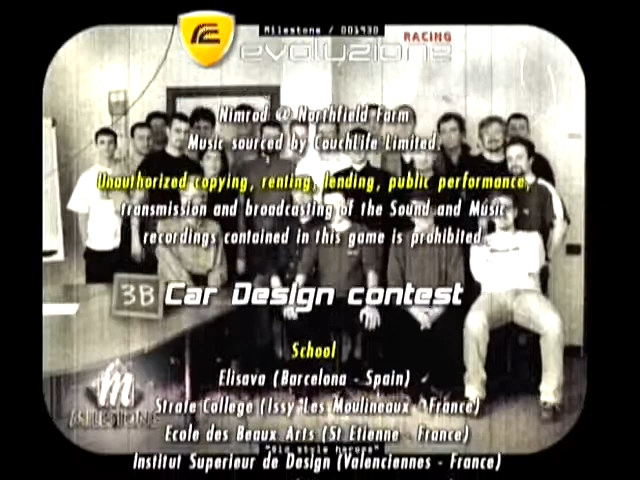 Milestone / 001930
RACING
evoluzione
Nimrod @ Northfield Farm
Music sourced by CouchLife Limited.
Unauthorized copying, renting, lending, public performance,
transmission and broadcasting of the Sound and Music
recordings contained in this game is prohibited.
3B
Car Design contest
School
Elisava (Barcelona - Spain)
Strate College (Issy Les Moulineaux - France)
m
MILESTONE
Ecole des Beaux Arts (St Etienne - France)
"Old style heroes"
Institut Superieur de Design (Valenciennes - France)